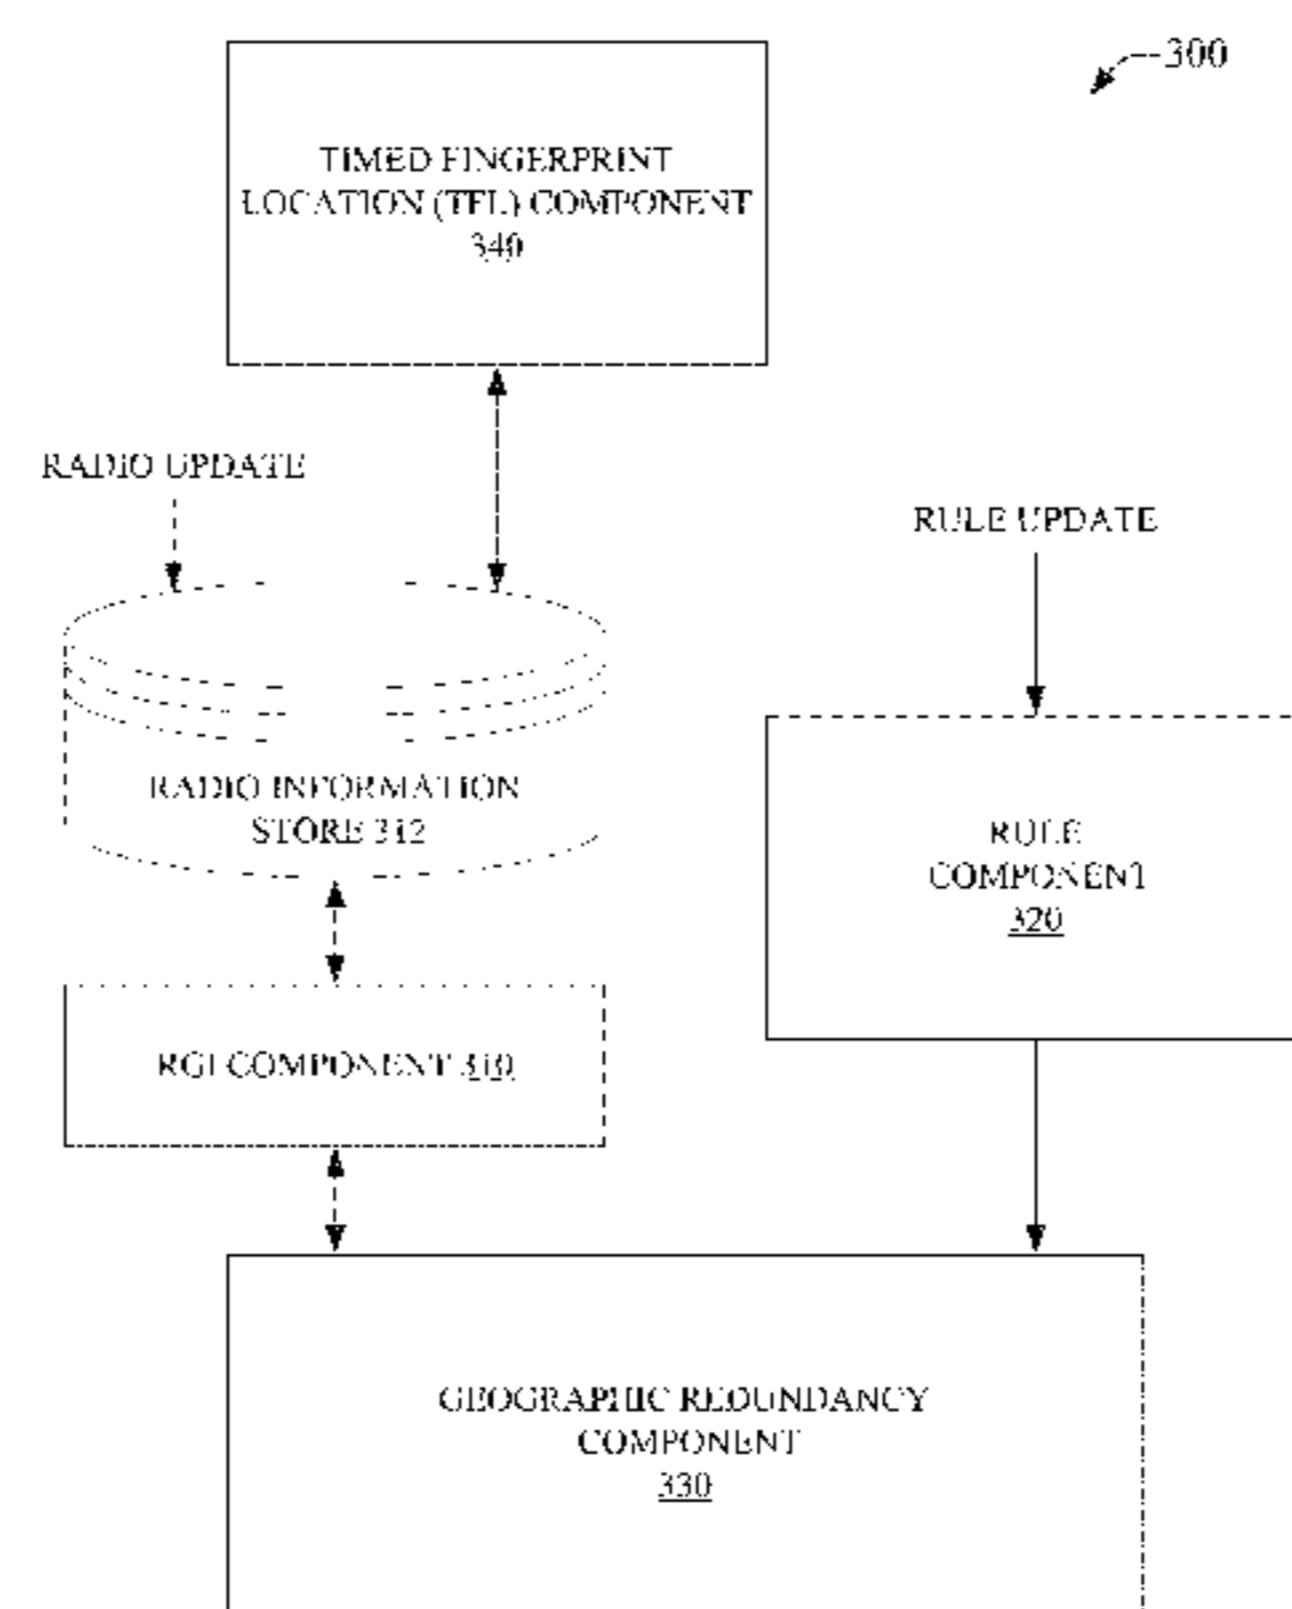 300
TIMED FINGERPRINT
LOCATION (TFL) COMPONENT
340
RADIO UPDATE
RULE UPDATE
RADIO INFORMATION
STORE 312
RULE
COMPONENT
320
RGI COMPONENT 310
GEOGRAPHIC REDUNDANCY
COMPONENT
330